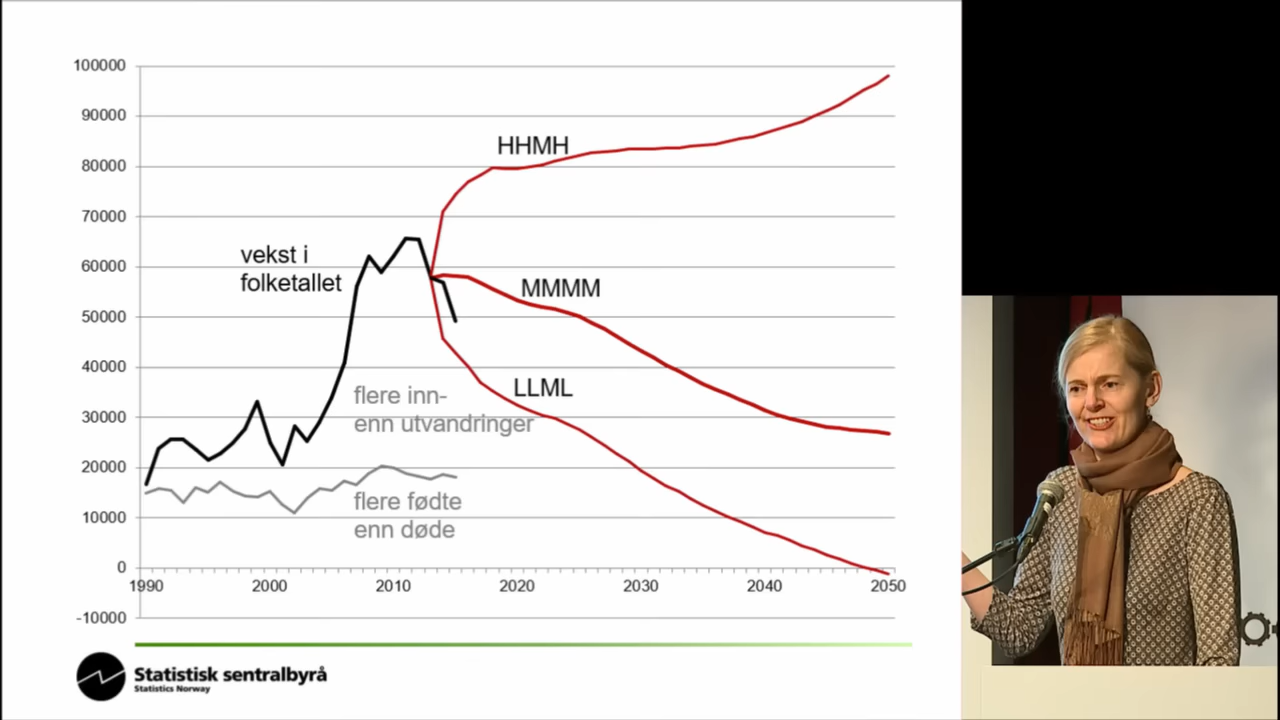 100000
90000
HHMH
80000
70000
vekst i
folketallet
60000
MMMM
50000
40000
flere inn-
enn utvandringer
LLML
30000
20000
flere fødte
enn døde
10000
0
1990
2000
2010
2020
2030
2040
2050
-10000
Statistisk sentralbyrå
Statistics Norway